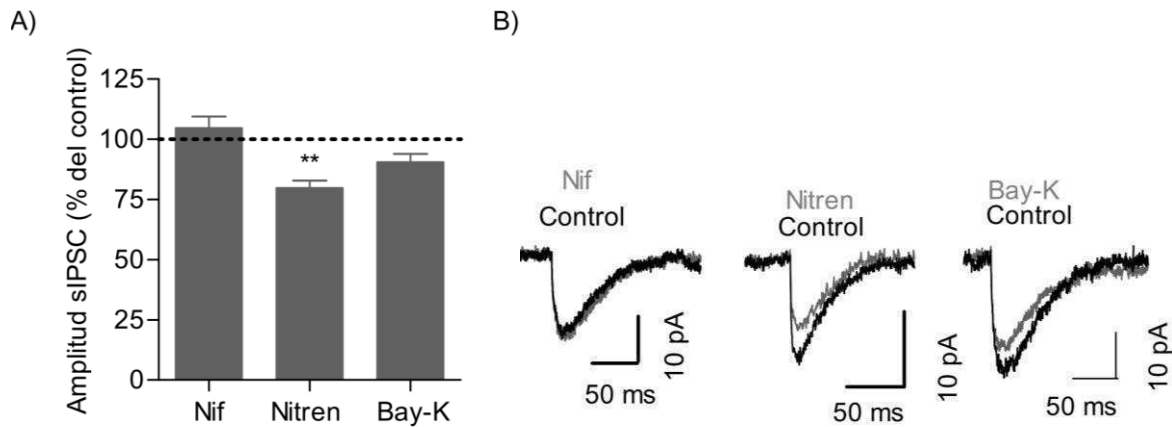 A)
Amplitud sIPSC (% del control)
125
100
75
50
25
0
**
Nif
Nitren
Bay-K
B)
Nif
Control
10 pA
50 ms
Nitren
Control
10 pA
50 ms
Bay-K
Control
10 pA
50 ms